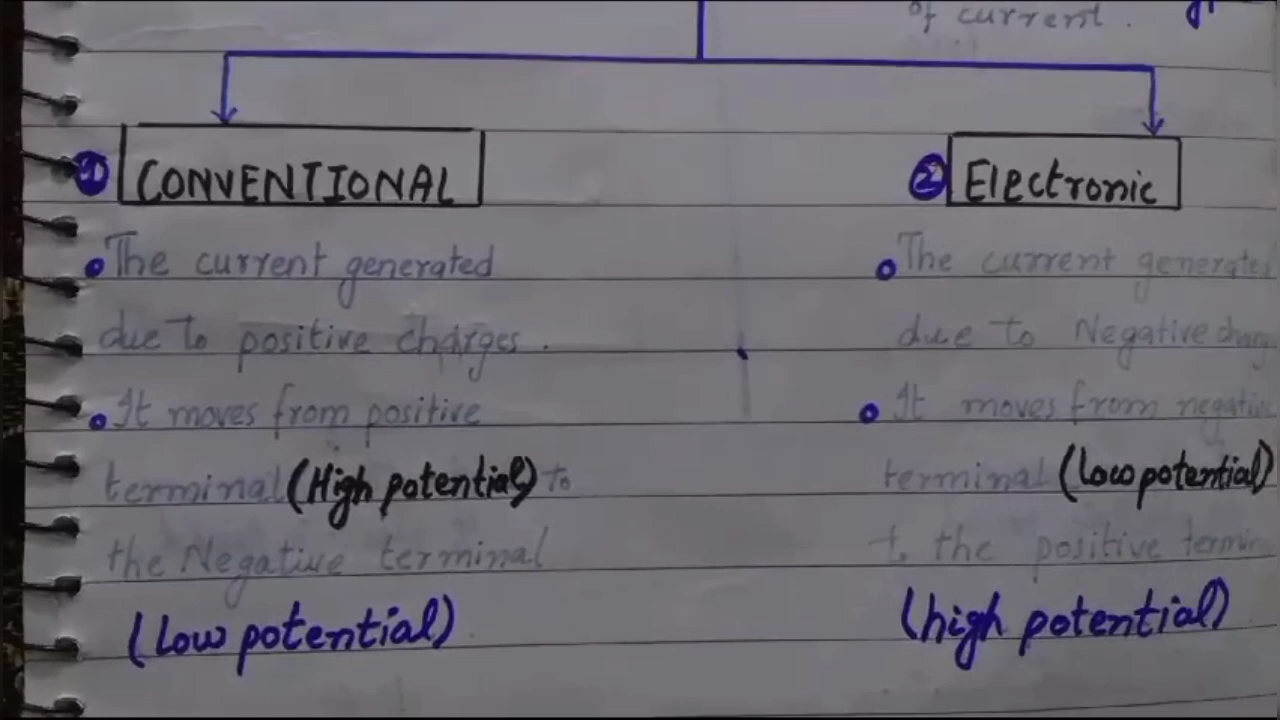 of current.
① CONVENTIONAL
• The current generated
due to positive charges.
• It moves from positive
terminal (High potential) to
the Negative terminal
(Low potential)
② Electronic
• The current generated
due to Negative charg
• It moves from negative
terminal (Low potential)
to the positive termin
(high potential)